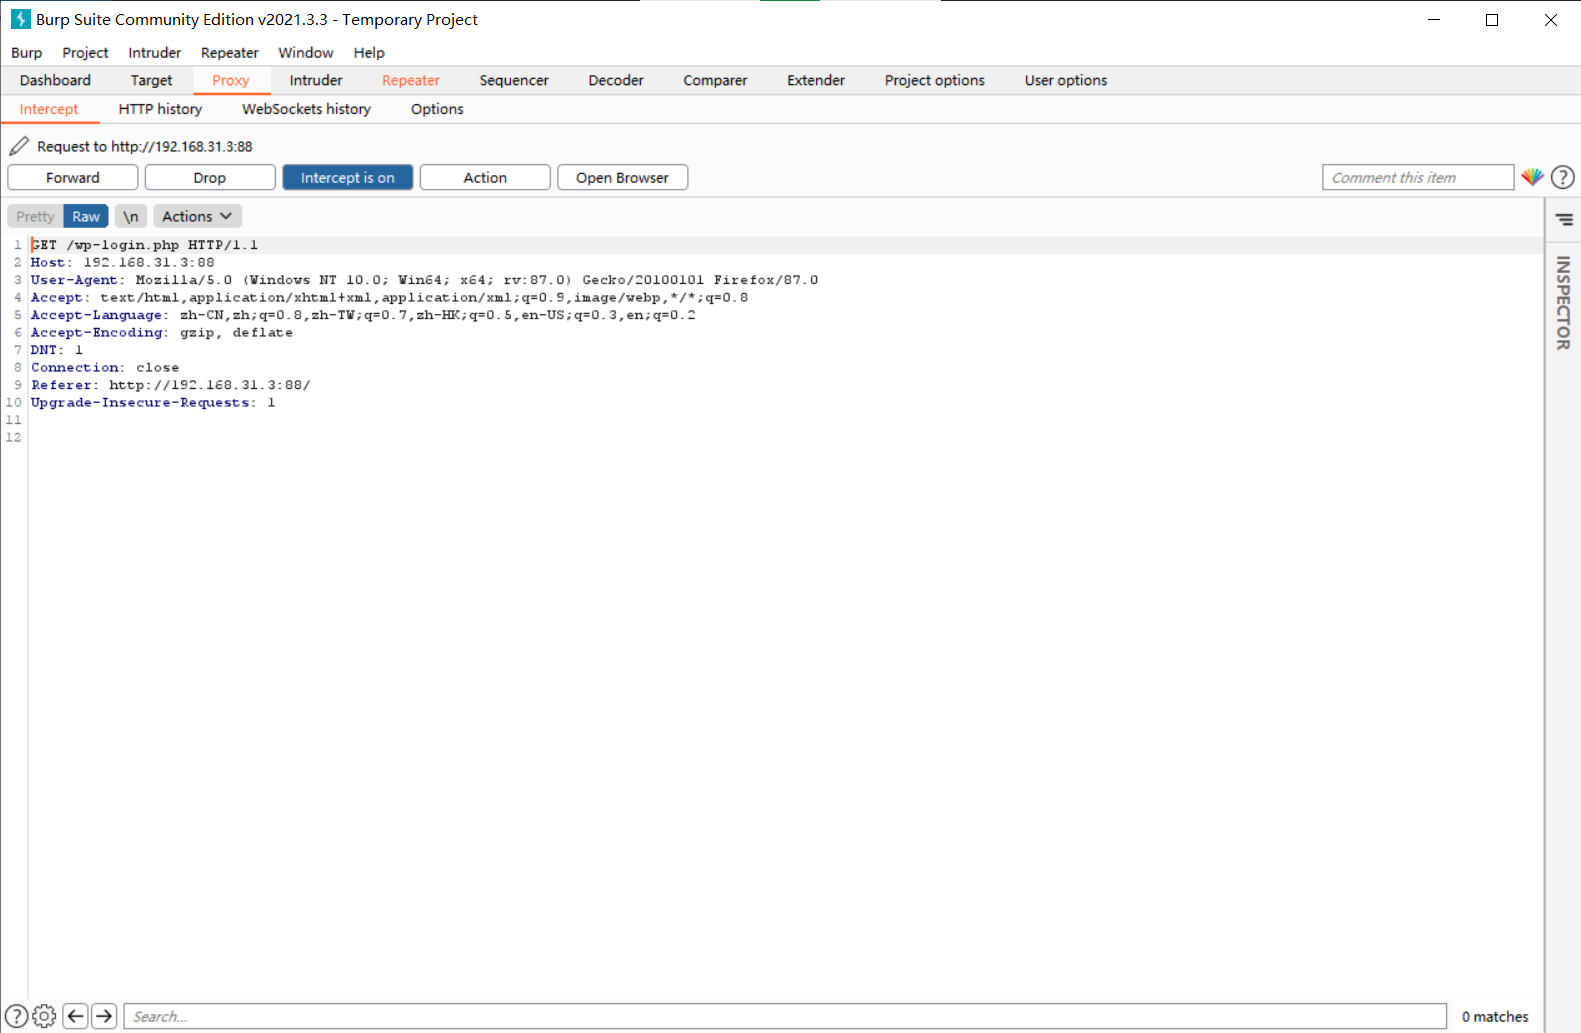 Burp Suite Community Edition v2021.3.3 - Temporary Project
Burp Project Intruder Repeater Window Help
Dashboard Target Proxy Intruder Repeater Sequencer Decoder Comparer Extender Project options User options
Intercept HTTP history WebSockets history Options
Request to http://192.168.31.3:88
Forward Drop Intercept is on Action Open Browser Comment this item ?
Pretty Raw \n Actions
1 GET /wp-login.php HTTP/1.1
2 Host: 192.168.31.3:88
3 User-Agent: Mozilla/5.0 (Windows NT 10.0; Win64; x64; rv:87.0) Gecko/20100101 Firefox/87.0
4 Accept: text/html,application/xhtml+xml,application/xml;q=0.9,image/webp,*/*;q=0.8
5 Accept-Language: zh-CN,zh;q=0.8,zh-TW;q=0.7,zh-HK;q=0.5,en-US;q=0.3,en;q=0.2
6 Accept-Encoding: gzip, deflate
7 DNT: 1
8 Connection: close
9 Referer: http://192.168.31.3:88/
10 Upgrade-Insecure-Requests: 1
11
12
INSPECTOR
? Search... 0 matches